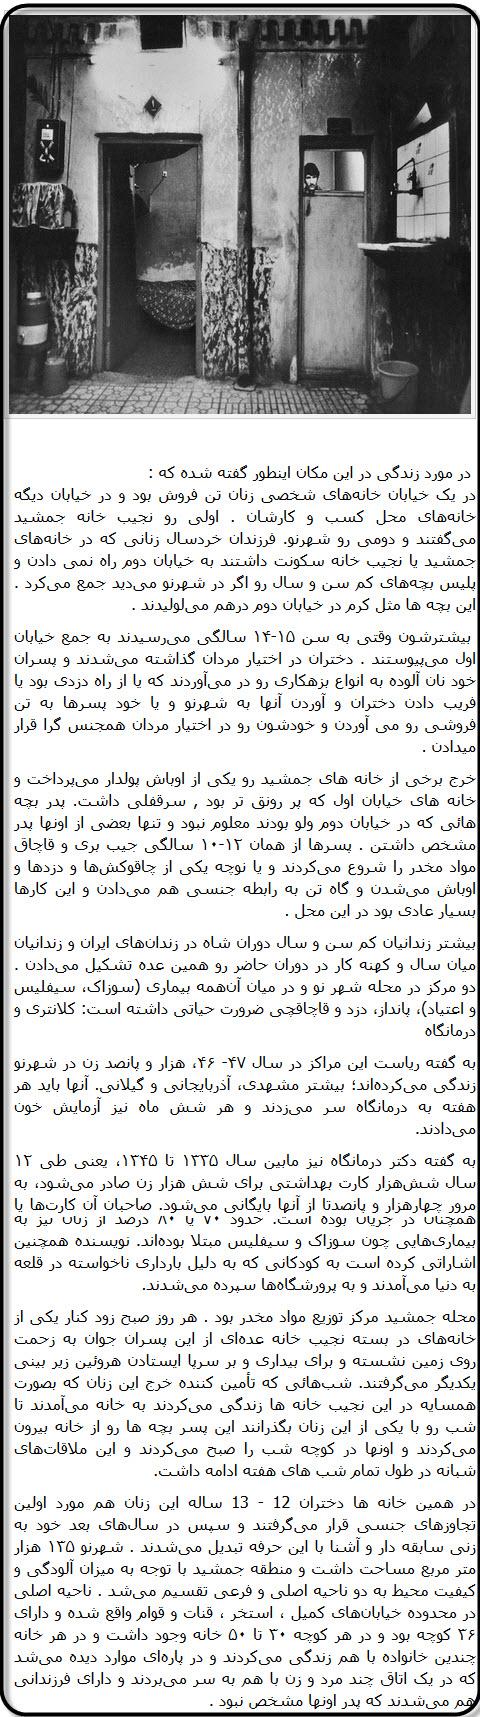 در مورد زندگی در این مکان اینطور گفته شده که :
در یک خیابان خانه‌های شخصی زنان تن فروش بود و در خیابان دیگه
خانه‌های محل کسب و کارشان . اولی رو نجیب خانه جمشید
می‌گفتند و دومی رو شهرنو. فرزندان خردسال زنانی که در خانه‌های
جمشید یا نجیب خانه سکونت داشتند به خیابان دوم راه نمی دادن و
پلیس بچه‌های کم سن و سال رو اگر در شهرنو می‌دید جمع می‌کرد .
این بچه ها مثل کرم در خیابان دوم درهم می‌لولیدند .
بیشترشون وقتی به سن ۱۵-۱۴ سالگی می‌رسیدند به جمع خیابان
اول می‌پیوستند . دختران در اختیار مردان گذاشته می‌شدند و پسران
خود نان آلوده به انواع بزهکاری رو در می‌آوردند که یا از راه دزدی بود یا
فریب دادن دختران و آوردن آنها به شهرنو و یا خود پسرها به تن
فروشی رو می آوردن و خودشون رو در اختیار مردان همجنس گرا قرار
میدادن .
خرج برخی از خانه های جمشید رو یکی از اوباش پولدار می‌پرداخت و
خانه های خیابان اول که پر رونق تر بود , سرقفلی داشت. پدر بچه
هائی که در خیابان دوم ولو بودند معلوم نبود و تنها بعضی از اونها پدر
مشخص داشتن . پسرها از همان ۱۲-۱۰ سالگی جیب بری و قاچاق
مواد مخدر را شروع می‌کردند و یا نوچه یکی از چاقوکش‌ها و دزدها و
اوباش می‌شدن و گاه تن به رابطه جنسی هم می‌دادن و این کارها
بسیار عادی بود در این محل .
بیشتر زندانیان کم سن و سال دوران شاه در زندان‌های ایران و زندانیان
میان سال و کهنه کار در دوران حاضر رو همین عده تشکیل می‌دادن .
دو مرکز در محله شهر نو و در میان آن‌همه بیماری (سوزاک، سیفلیس
و اعتیاد)، پانداز، دزد و قاچاقچی ضرورت حیاتی داشته است: کلانتری و
درمانگاه
به گفته ریاست این مراکز در سال ۴۷- ۴۶، هزار و پانصد زن در شهرنو
زندگی می‌کرده‌اند؛ بیشتر مشهدی، آذربایجانی و گیلانی. آنها باید هر
هفته به درمانگاه سر می‌زدند و هر شش ماه نیز آزمایش خون
می‌دادند.
به گفته دکتر درمانگاه نیز مابین سال ۱۳۳۵ تا ۱۳۴۵، یعنی طی ۱۲
سال شش‌هزار کارت بهداشتی برای شش هزار زن صادر می‌شود، به
مرور چهارهزار و پانصدتا از آنها بایگانی می‌شود. صاحبان آن کارت‌ها یا
همچنان در جریان بوده است. حدود ۷۰ یا ۸۰ درصد از زنان نیز به
بیماری‌هایی چون سوزاک و سیفلیس مبتلا بوده‌اند. نویسنده همچنین
اشاراتی کرده است به کودکانی که به دلیل بارداری ناخواسته در قلعه
به دنیا می‌آمدند و به پرورشگاه‌ها سپرده می‌شدند.
محله جمشید مرکز توزیع مواد مخدر بود . هر روز صبح زود کنار یکی از
خانه‌های در بسته نجیب خانه عده‌ای از این پسران جوان به زحمت
روی زمین نشسته و برای بیداری و بر سرپا ایستادن هروئین زیر بینی
یکدیگر می‌گرفتند. شب‌هائی که تأمین کننده خرج این زنان که بصورت
همسایه در این نجیب خانه ها زندگی می‌کردند به خانه می‌آمدند تا
شب رو با یکی از این زنان بگذرانند این پسر بچه ها رو از خانه بیرون
می‌کردند و اونها در کوچه شب را صبح می‌کردند و این ملاقات‌های
شبانه در طول تمام شب های هفته ادامه داشت.
در همین خانه ها دختران 12 - 13 ساله این زنان هم مورد اولین
تجاوزهای جنسی قرار می‌گرفتند و سپس در سال‌های بعد خود به
زنی سابقه دار و آشنا با این حرفه تبدیل می‌شدند . شهرنو ۱۳۵ هزار
متر مربع مساحت داشت و منطقه جمشید با توجه به میزان آلودگی و
کیفیت محیط به دو ناحیه اصلی و فرعی تقسیم می‌شد . ناحیه اصلی
در محدوده خیابان‌های کمیل ، استخر ، قنات و قوام واقع شده و دارای
۲۶ کوچه بود و در هر کوچه ۳۰ تا ۵۰ خانه وجود داشت و در هر خانه
چندین خانواده با هم زندگی می‌کردند و در پاره‌ای موارد دیده می‌شد
که در یک اتاق چند مرد و زن با هم به سر می‌بردند و دارای فرزندانی
هم می‌شدند که پدر اونها مشخص نبود .